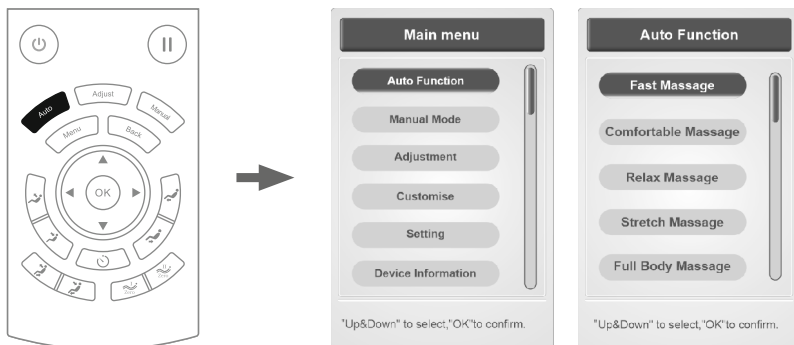 Auto
Adjust
Manual
Menu
Back
OK
Zero
Zero
Main menu
Auto Function
Manual Mode
Adjustment
Customise
Setting
Device Information
"Up&Down" to select,"OK"to confirm.
Auto Function
Fast Massage
Comfortable Massage
Relax Massage
Stretch Massage
Full Body Massage
"Up&Down" to select,"OK"to confirm.